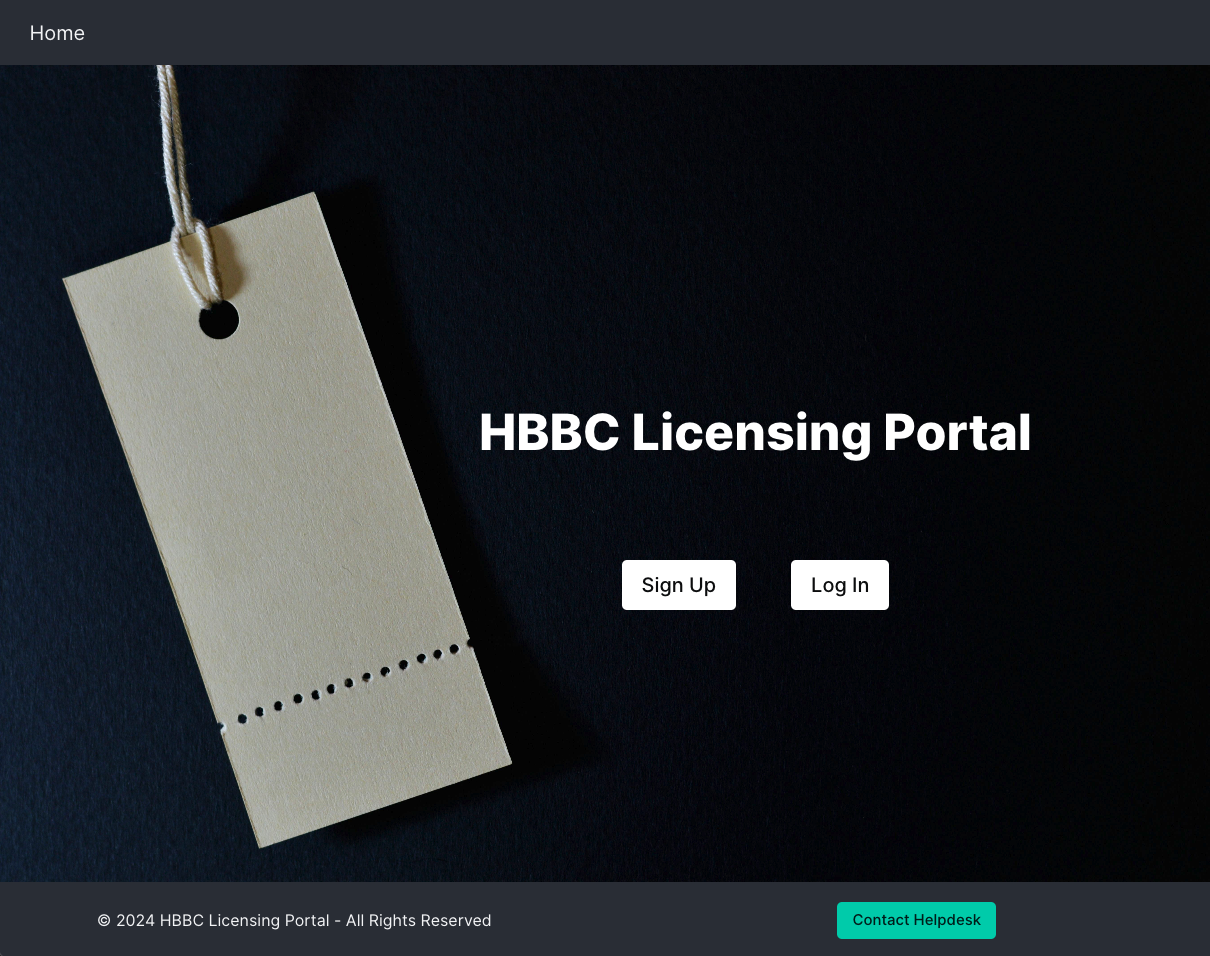 Home
HBBC Licensing Portal
Sign Up
Log In
© 2024 HBBC Licensing Portal - All Rights Reserved
Contact Helpdesk